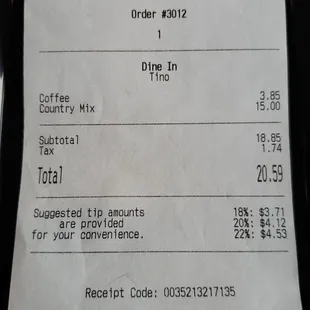 Order #3012
1
Dine In
Tino
Coffee 3.85
Country Mix 15.00
Subtotal 18.85
Tax 1.74
Total 20.59
Suggested tip amounts 18%: $3.71
are provided 20%: $4.12
for your convenience. 22%: $4.53
Receipt Code: 0035213217135